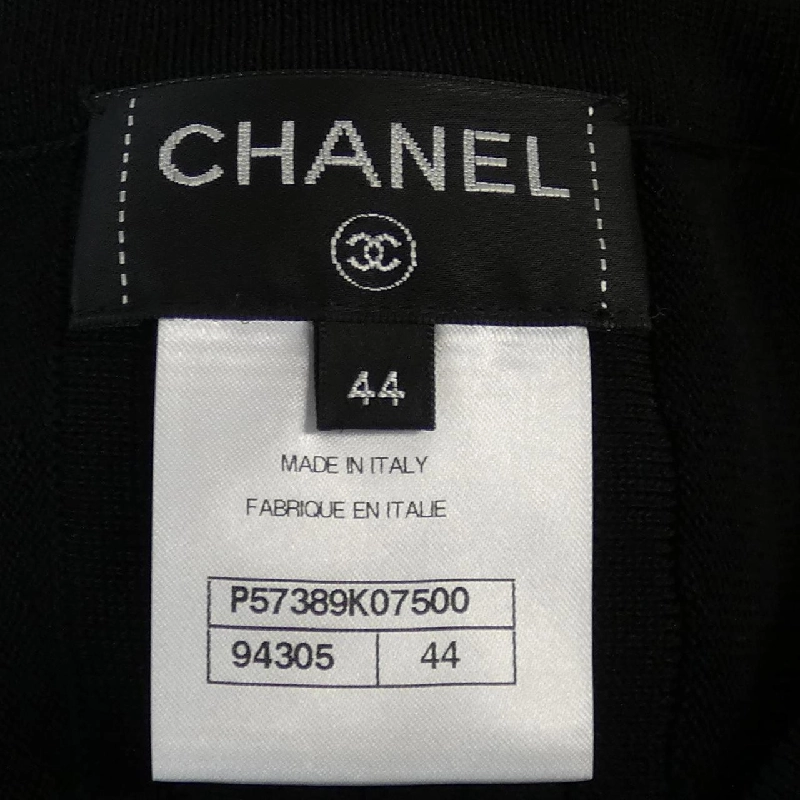 CHANEL
44
MADE IN ITALY
FABRIQUE EN ITALIE
P57389K07500
94305 44